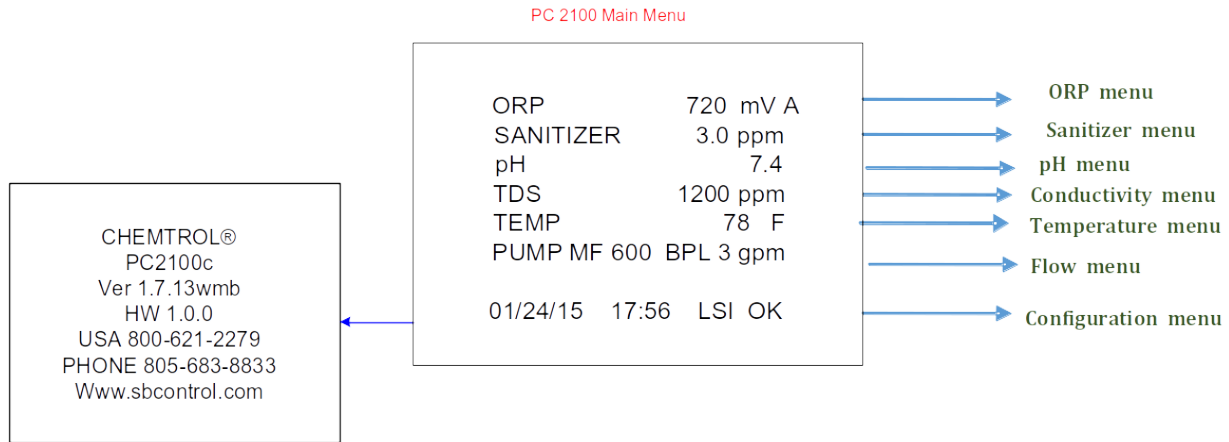 PC 2100 Main Menu
ORP 720 mV A
SANITIZER 3.0 ppm
pH 7.4
TDS 1200 ppm
TEMP 78 F
PUMP MF 600 BPL 3 gpm
01/24/15 17:56 LSI OK
ORP menu
Sanitizer menu
pH menu
Conductivity menu
Temperature menu
Flow menu
Configuration menu
CHEMTROL®
PC2100c
Ver 1.7.13wmb
HW 1.0.0
USA 800-621-2279
PHONE 805-683-8833
Www.sbcontrol.com